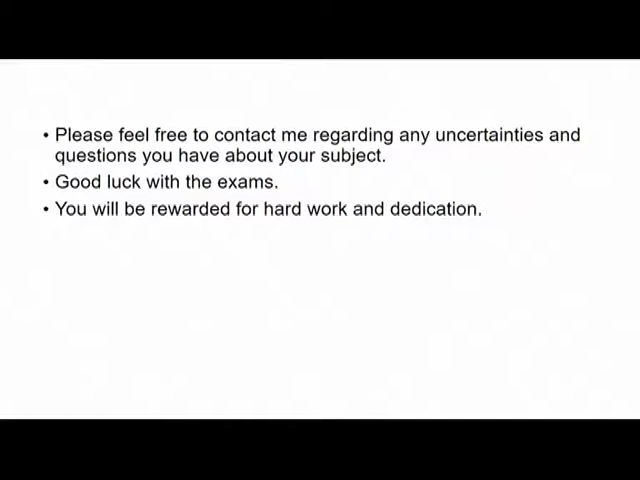 • Please feel free to contact me regarding any uncertainties and
questions you have about your subject.
• Good luck with the exams.
• You will be rewarded for hard work and dedication.